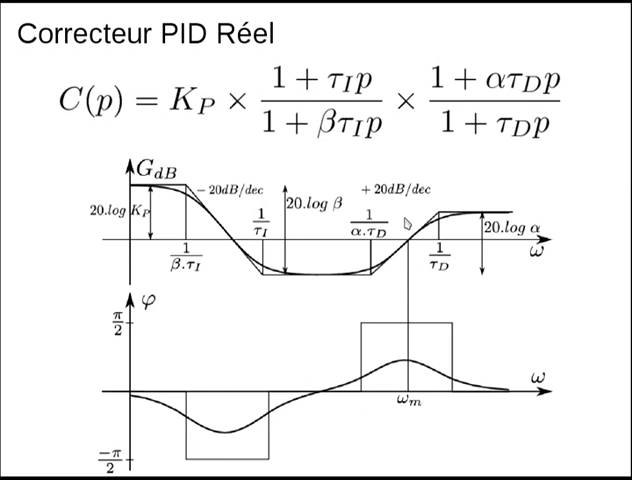 Correcteur PID Réel
C(p) = K_P × (1 + τ_I p)/(1 + βτ_I p) × (1 + ατ_D p)/(1 + τ_D p)
G_dB
− 20dB/dec
+ 20dB/dec
20.log K_P
1/τ_I
20.log β
1/(α.τ_D)
20.log α
ω
1/(β.τ_I)
1/τ_D
φ
π/2
ω
ω_m
−π/2